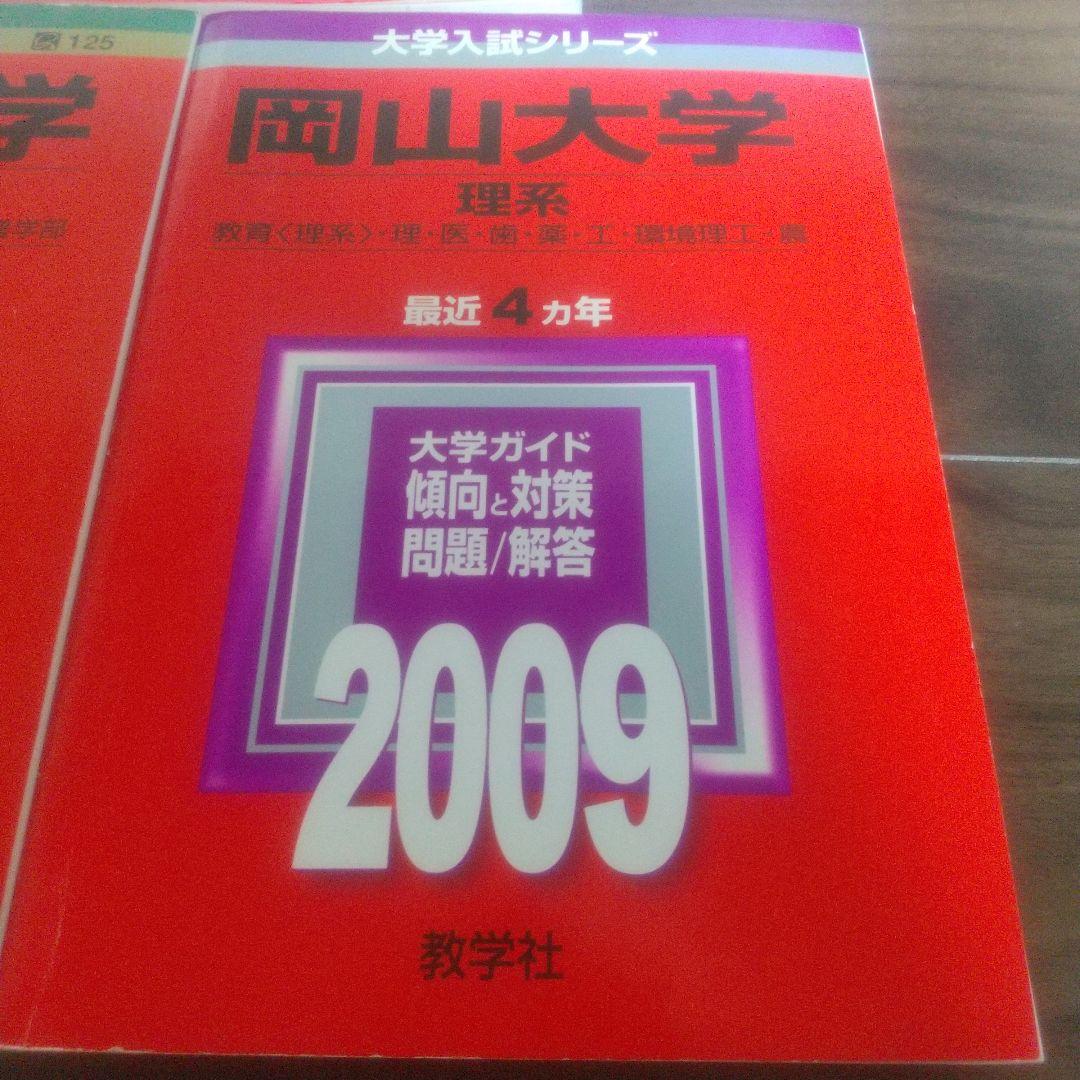 125
学
学部
大学入試シリーズ
岡山大学
理系
教育〈理系〉・理・医・歯・薬・工・環境理工・農
最近4ヵ年
大学ガイド
傾向と対策
問題/解答
2009
教学社